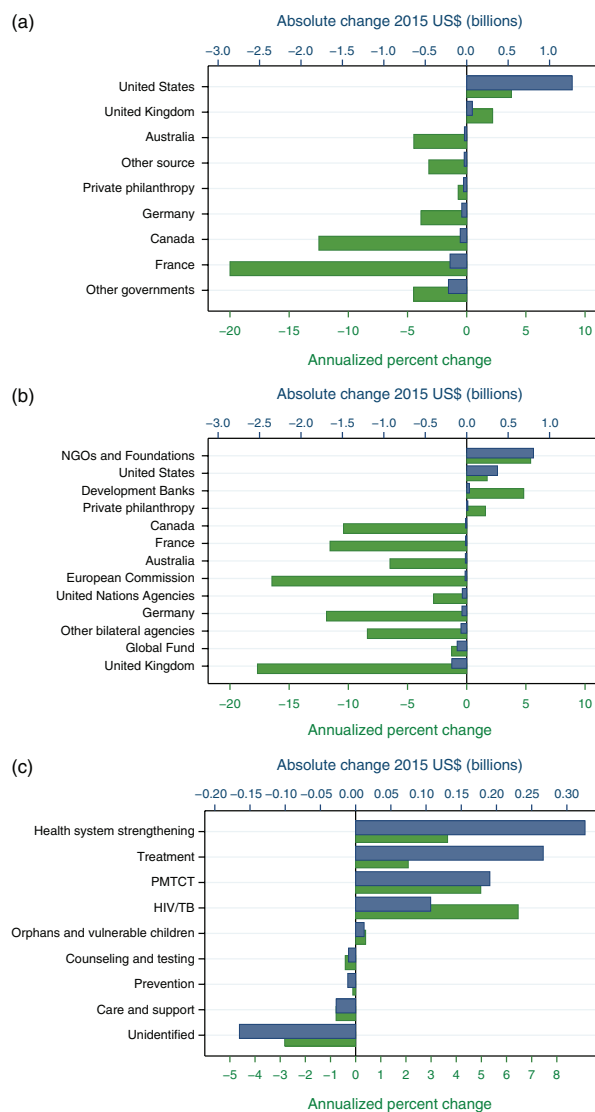 (a)
Absolute change 2015 US$ (billions)
−3.0 −2.5 −2.0 −1.5 −1.0 −0.5 0.0 0.5 1.0
United States
United Kingdom
Australia
Other source
Private philanthropy
Germany
Canada
France
Other governments
−20 −15 −10 −5 0 5 10
Annualized percent change
(b)
Absolute change 2015 US$ (billions)
−3.0 −2.5 −2.0 −1.5 −1.0 −0.5 0.0 0.5 1.0
NGOs and Foundations
United States
Development Banks
Private philanthropy
Canada
France
Australia
European Commission
United Nations Agencies
Germany
Other bilateral agencies
Global Fund
United Kingdom
−20 −15 −10 −5 0 5 10
Annualized percent change
(c)
Absolute change 2015 US$ (billions)
−0.20 −0.15 −0.10 −0.05 0.00 0.05 0.10 0.15 0.20 0.25 0.30
Health system strengthening
Treatment
PMTCT
HIV/TB
Orphans and vulnerable children
Counseling and testing
Prevention
Care and support
Unidentified
−5 −4 −3 −2 −1 0 1 2 3 4 5 6 7 8
Annualized percent change